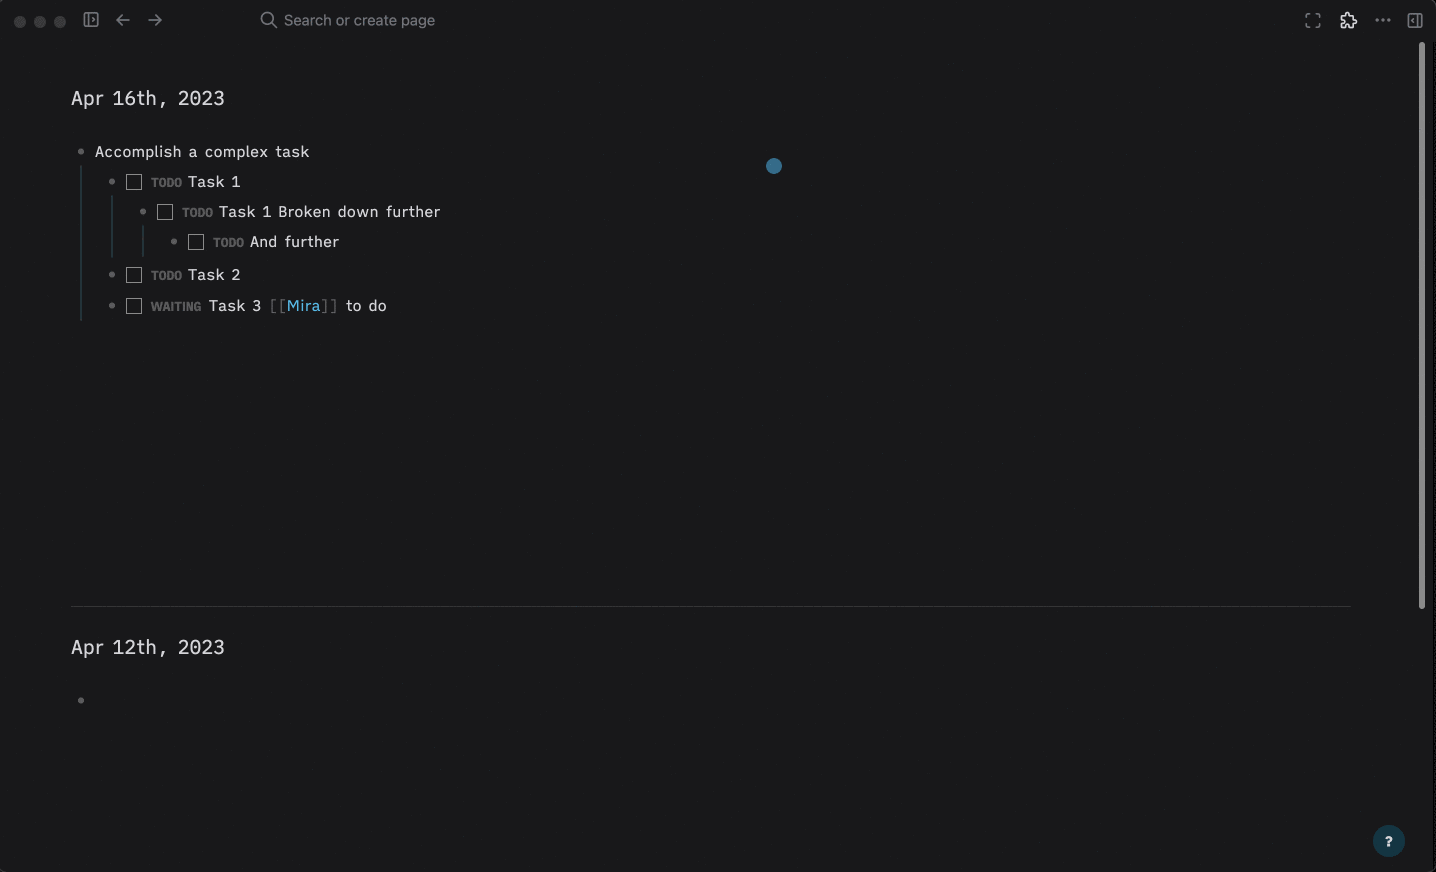 Search or create page
Apr 16th, 2023
Accomplish a complex task
TODO Task 1
TODO Task 1 Broken down further
TODO And further
TODO Task 2
WAITING Task 3 [[Mira]] to do
Apr 12th, 2023
?